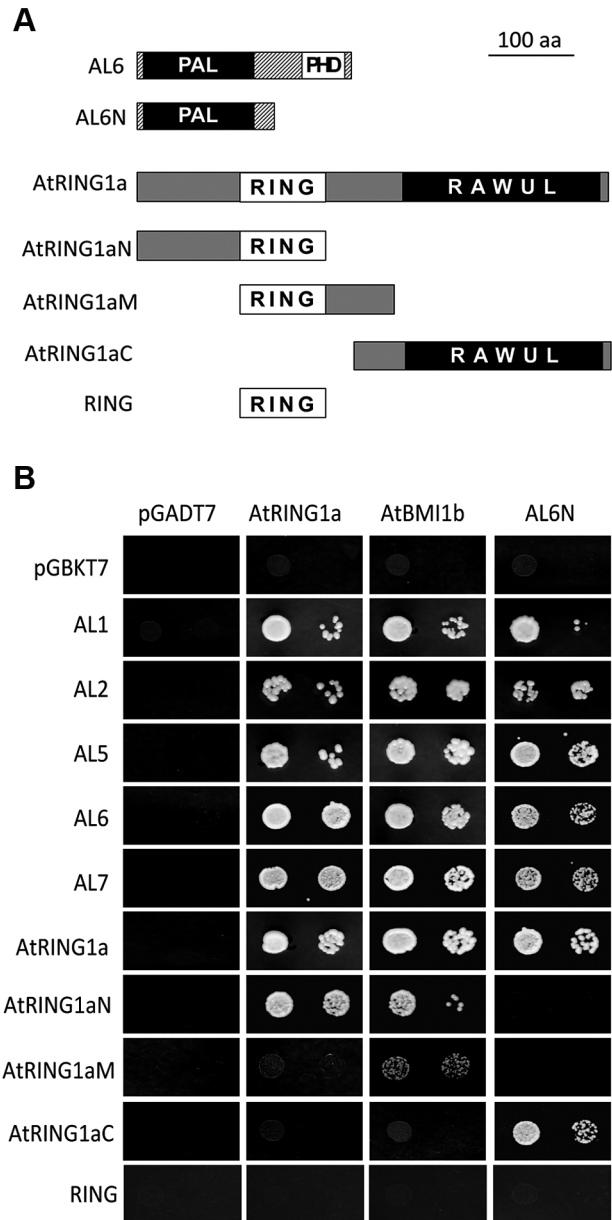 A
100 aa
AL6 PAL PHD
AL6N PAL
AtRING1a RING RAWUL
AtRING1aN RING
AtRING1aM RING
AtRING1aC RAWUL
RING RING
B
pGADT7 AtRING1a AtBMI1b AL6N
pGBKT7
AL1
AL2
AL5
AL6
AL7
AtRING1a
AtRING1aN
AtRING1aM
AtRING1aC
RING